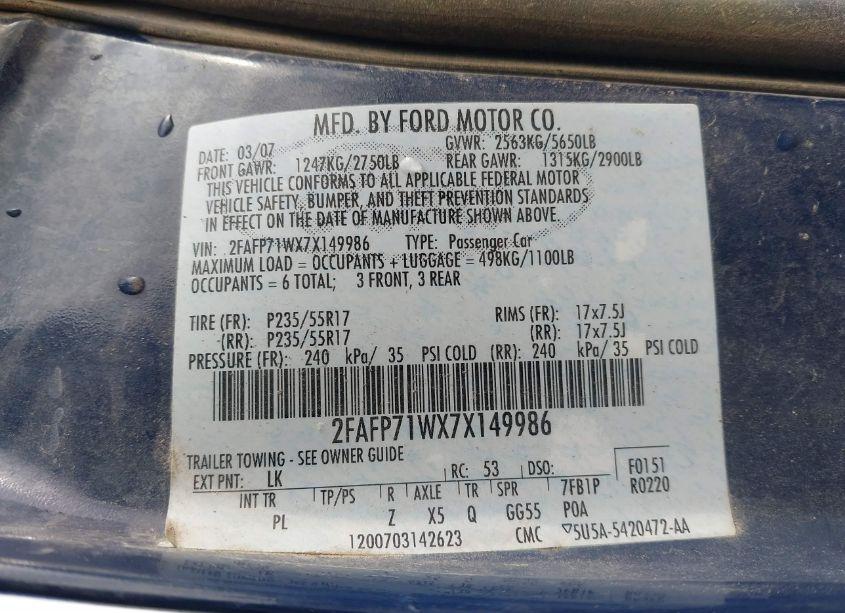 MFD. BY FORD MOTOR CO.
DATE: 03/07 GVWR: 2563KG/5650LB
FRONT GAWR: 1247KG/2750LB REAR GAWR: 1315KG/2900LB
THIS VEHICLE CONFORMS TO ALL APPLICABLE FEDERAL MOTOR
VEHICLE SAFETY, BUMPER, AND THEFT PREVENTION STANDARDS
IN EFFECT ON THE DATE OF MANUFACTURE SHOWN ABOVE.
VIN: 2FAFP71WX7X149986 TYPE: Passenger Car
MAXIMUM LOAD = OCCUPANTS + LUGGAGE = 498KG/1100LB
OCCUPANTS = 6 TOTAL; 3 FRONT, 3 REAR
TIRE (FR): P235/55R17 RIMS (FR): 17x7.5J
(RR): P235/55R17 (RR): 17x7.5J
PRESSURE (FR): 240 kPa/ 35 PSI COLD (RR): 240 kPa/ 35 PSI COLD
2FAFP71WX7X149986
TRAILER TOWING - SEE OWNER GUIDE
EXT PNT: LK RC: 53 DSO: F0151
INT TR TP/PS R AXLE TR SPR 7FB1P R0220
PL Z X5 Q GG55 POA
1200703142623 CMC ▽5U5A-5420472-AA